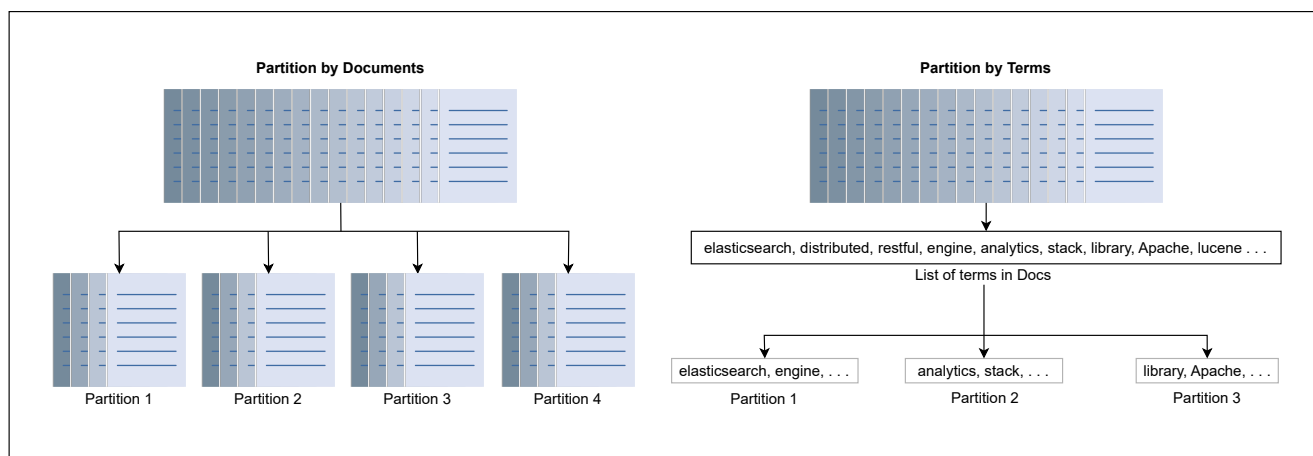 Partition by Documents
Partition 1
Partition 2
Partition 3
Partition 4
Partition by Terms
elasticsearch, distributed, restful, engine, analytics, stack, library, Apache, lucene . . .
List of terms in Docs
elasticsearch, engine, . . .
analytics, stack, . . .
library, Apache, . . .
Partition 1
Partition 2
Partition 3